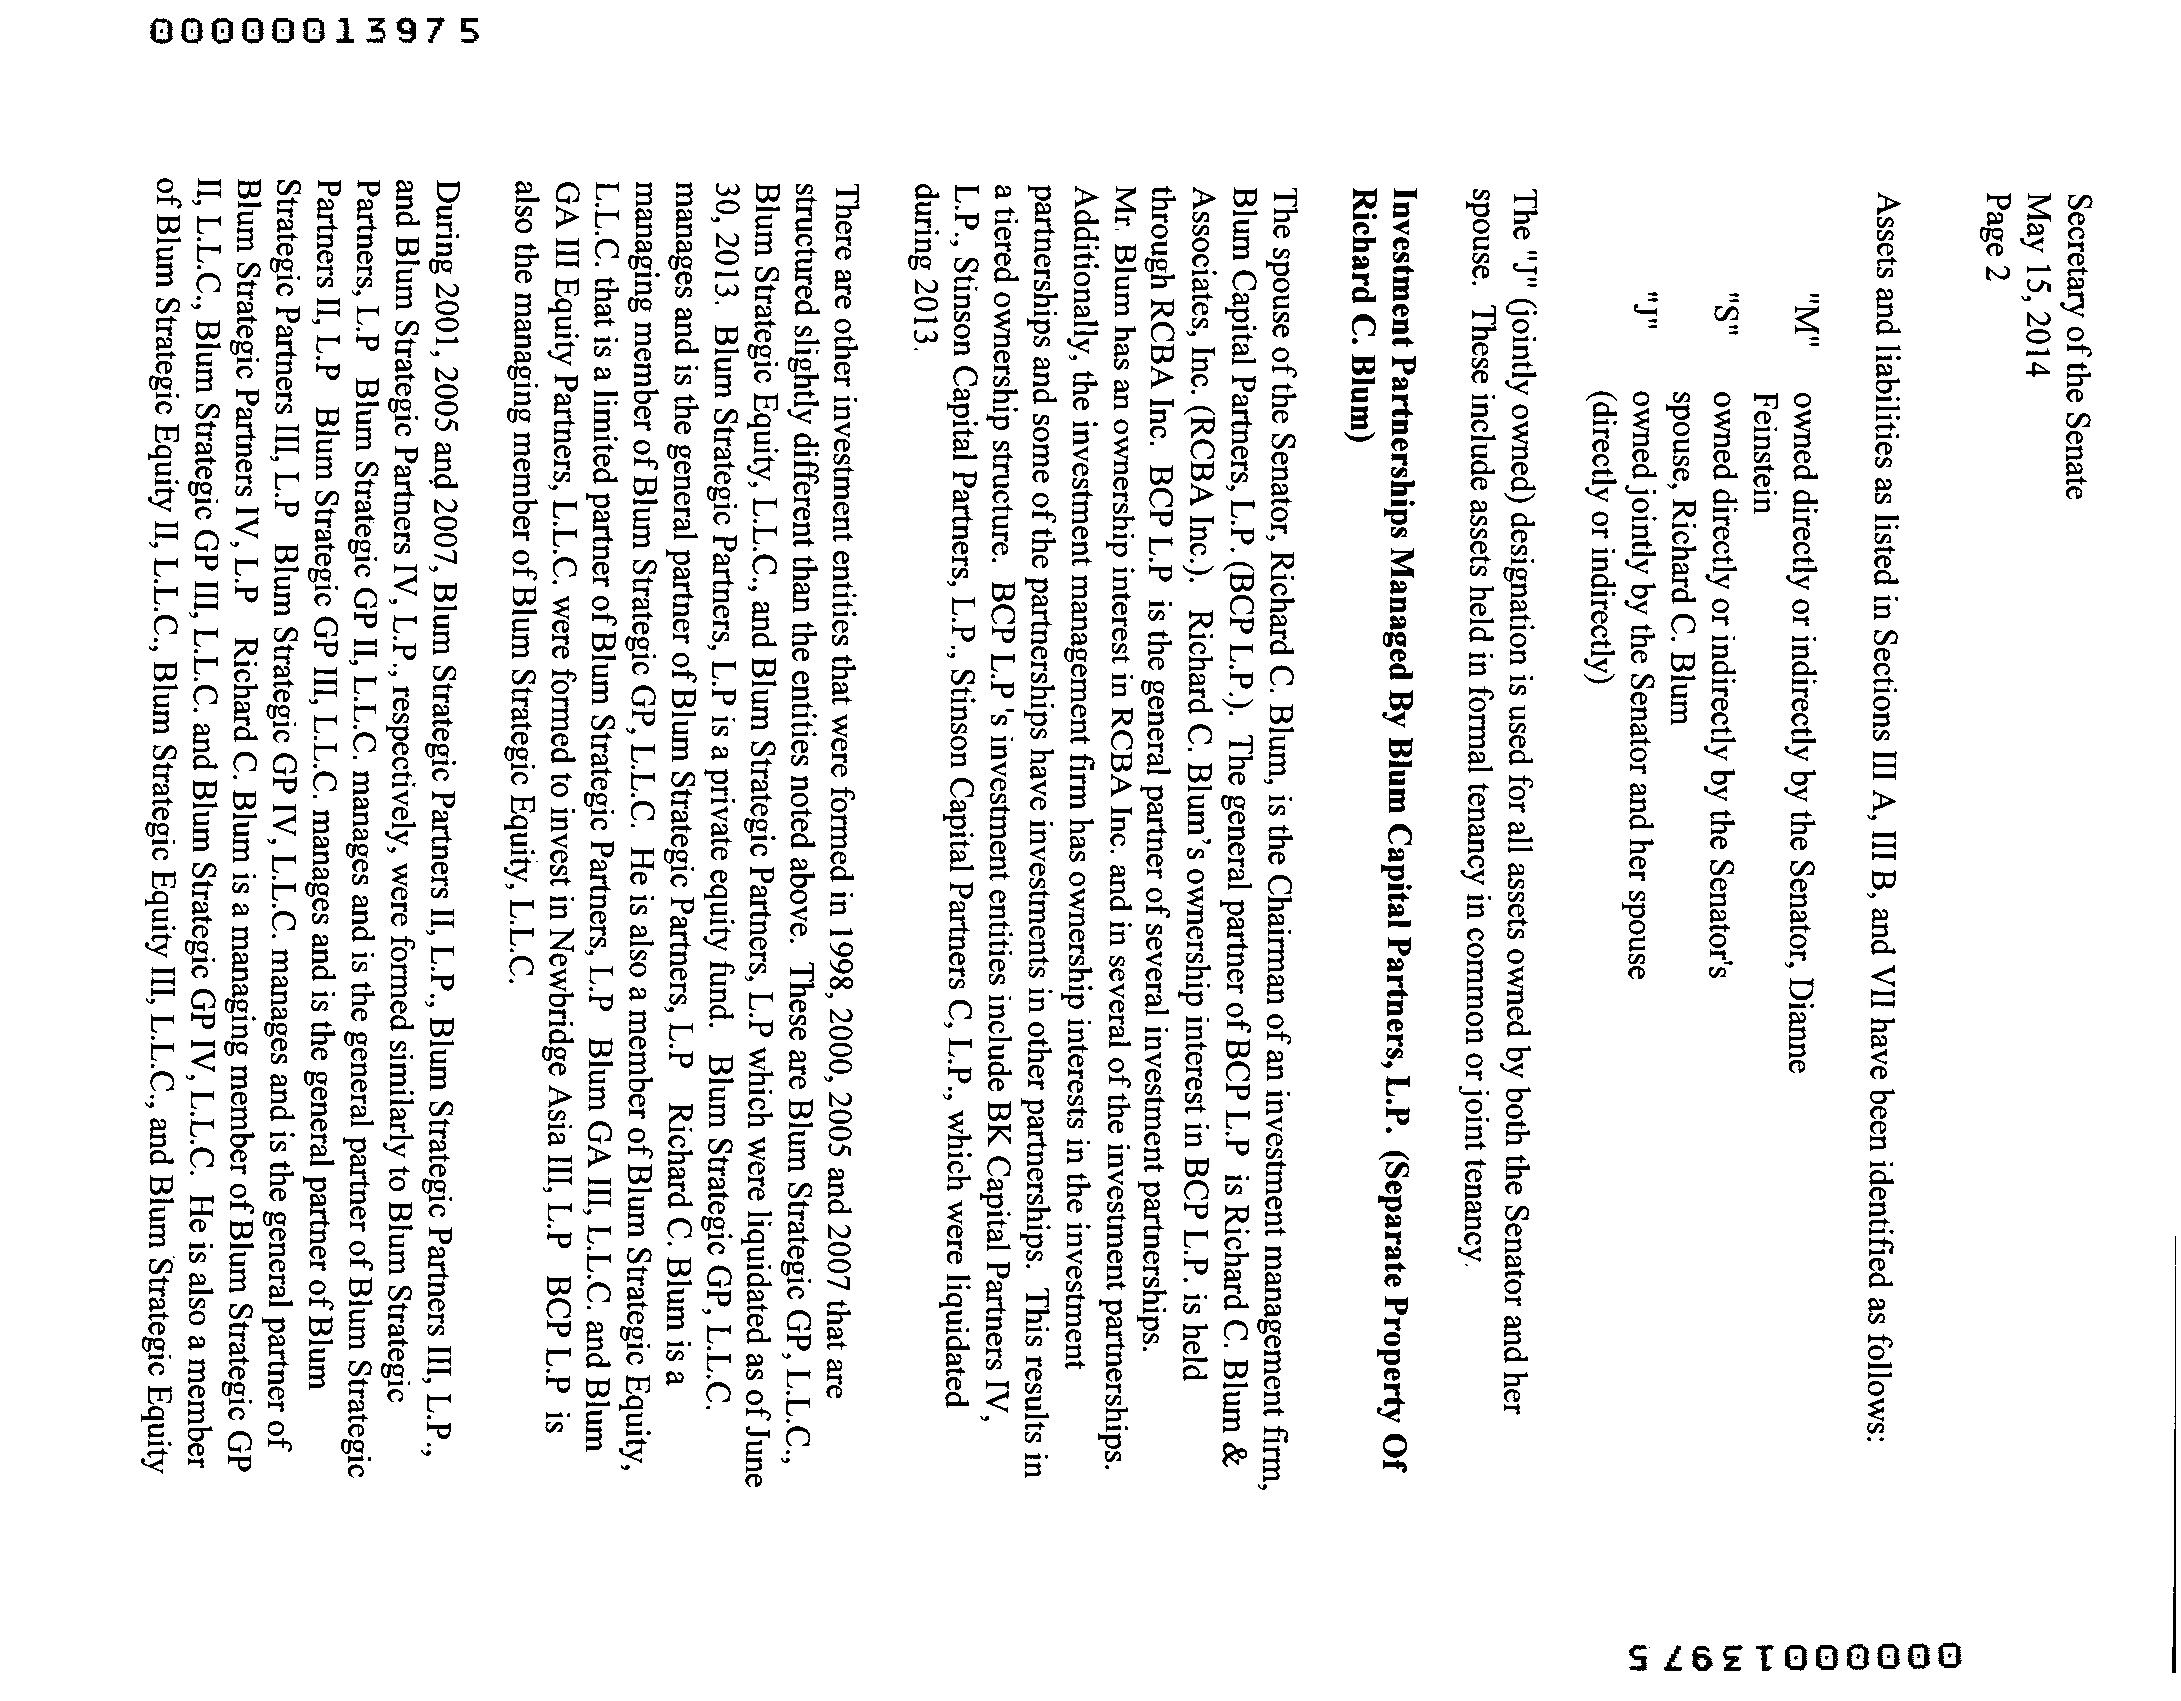 00000013975
Secretary of the Senate
May 15, 2014
Page 2
Assets and liabilities as listed in Sections III A, III B, and VII have been identified as follows:
"M" owned directly or indirectly by the Senator, Dianne
Feinstein
"S" owned directly or indirectly by the Senator's
spouse, Richard C. Blum
"J" owned jointly by the Senator and her spouse
(directly or indirectly)
The "J" (jointly owned) designation is used for all assets owned by both the Senator and her
spouse. These include assets held in formal tenancy in common or joint tenancy.
Investment Partnerships Managed By Blum Capital Partners, L.P. (Separate Property Of
Richard C. Blum)
The spouse of the Senator, Richard C. Blum, is the Chairman of an investment management firm,
Blum Capital Partners, L.P. (BCP L.P.). The general partner of BCP L.P is Richard C. Blum &
Associates, Inc. (RCBA Inc.). Richard C. Blum's ownership interest in BCP L.P. is held
through RCBA Inc. BCP L.P is the general partner of several investment partnerships.
Mr. Blum has an ownership interest in RCBA Inc. and in several of the investment partnerships.
Additionally, the investment management firm has ownership interests in the investment
partnerships and some of the partnerships have investments in other partnerships. This results in
a tiered ownership structure. BCP L.P 's investment entities include BK Capital Partners IV,
L.P., Stinson Capital Partners, L.P., Stinson Capital Partners C, L.P., which were liquidated
during 2013.
There are other investment entities that were formed in 1998, 2000, 2005 and 2007 that are
structured slightly different than the entities noted above. These are Blum Strategic GP, L.L.C.,
Blum Strategic Equity, L.L.C., and Blum Strategic Partners, L.P which were liquidated as of June
30, 2013. Blum Strategic Partners, L.P is a private equity fund. Blum Strategic GP, L.L.C.
manages and is the general partner of Blum Strategic Partners, L.P Richard C. Blum is a
managing member of Blum Strategic GP, L.L.C. He is also a member of Blum Strategic Equity,
L.L.C. that is a limited partner of Blum Strategic Partners, L.P Blum GA III, L.L.C. and Blum
GA III Equity Partners, L.L.C. were formed to invest in Newbridge Asia III, L.P BCP L.P is
also the managing member of Blum Strategic Equity, L.L.C.
During 2001, 2005 and 2007, Blum Strategic Partners II, L.P., Blum Strategic Partners III, L.P.,
and Blum Strategic Partners IV, L.P., respectively, were formed similarly to Blum Strategic
Partners, L.P Blum Strategic GP II, L.L.C. manages and is the general partner of Blum Strategic
Partners II, L.P Blum Strategic GP III, L.L.C. manages and is the general partner of Blum
Strategic Partners III, L.P Blum Strategic GP IV, L.L.C. manages and is the general partner of
Blum Strategic Partners IV, L.P Richard C. Blum is a managing member of Blum Strategic GP
II, L.L.C., Blum Strategic GP III, L.L.C. and Blum Strategic GP IV, L.L.C. He is also a member
of Blum Strategic Equity II, L.L.C., Blum Strategic Equity III, L.L.C., and Blum Strategic Equity
00000013975